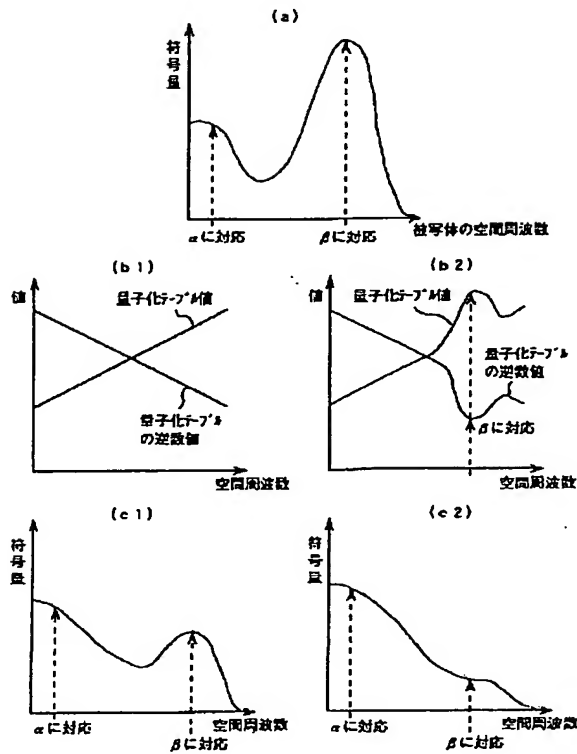 (a)
符号量
αに対応
βに対応
被写体の空間周波数
(b1)
値
量子化テーブル値
量子化テーブル
の逆数値
空間周波数
(b2)
値
量子化テーブル値
量子化テーブル
の逆数値
βに対応
空間周波数
(c1)
符号量
αに対応
βに対応
空間周波数
(c2)
符号量
αに対応
βに対応
空間周波数